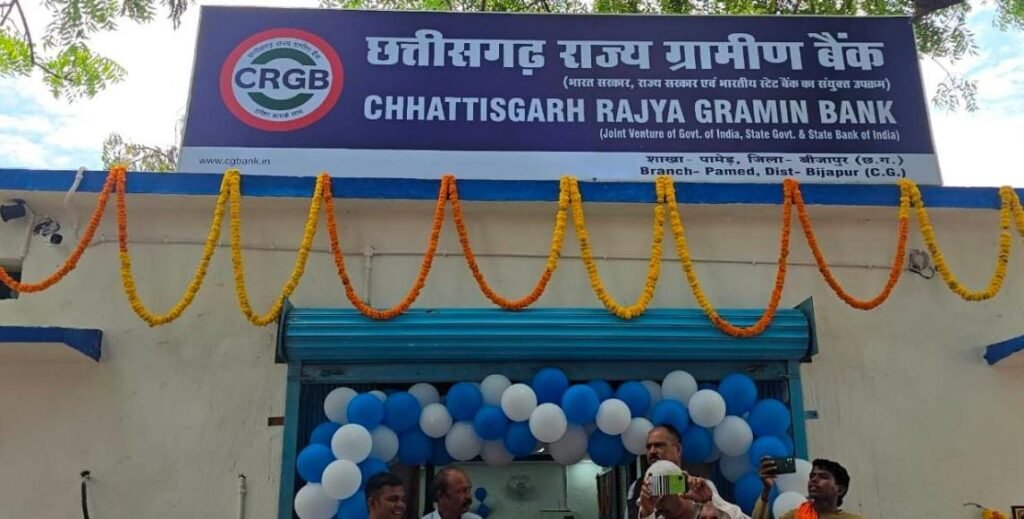 छत्तीसगढ़ राज्य ग्रामीण बैंक
(भारत सरकार, राज्य सरकार एवं भारतीय स्टेट बैंक का संयुक्त उपक्रम)
CRGB
CHHATTISGARH RAJYA GRAMIN BANK
(Joint Venture of Govt. of India, State Govt. & State Bank of India)
www.cgbank.in
शाखा- पामेड़, जिला- बीजापुर (छ.ग.)
Branch- Pamed, Dist- Bijapur (C.G.)